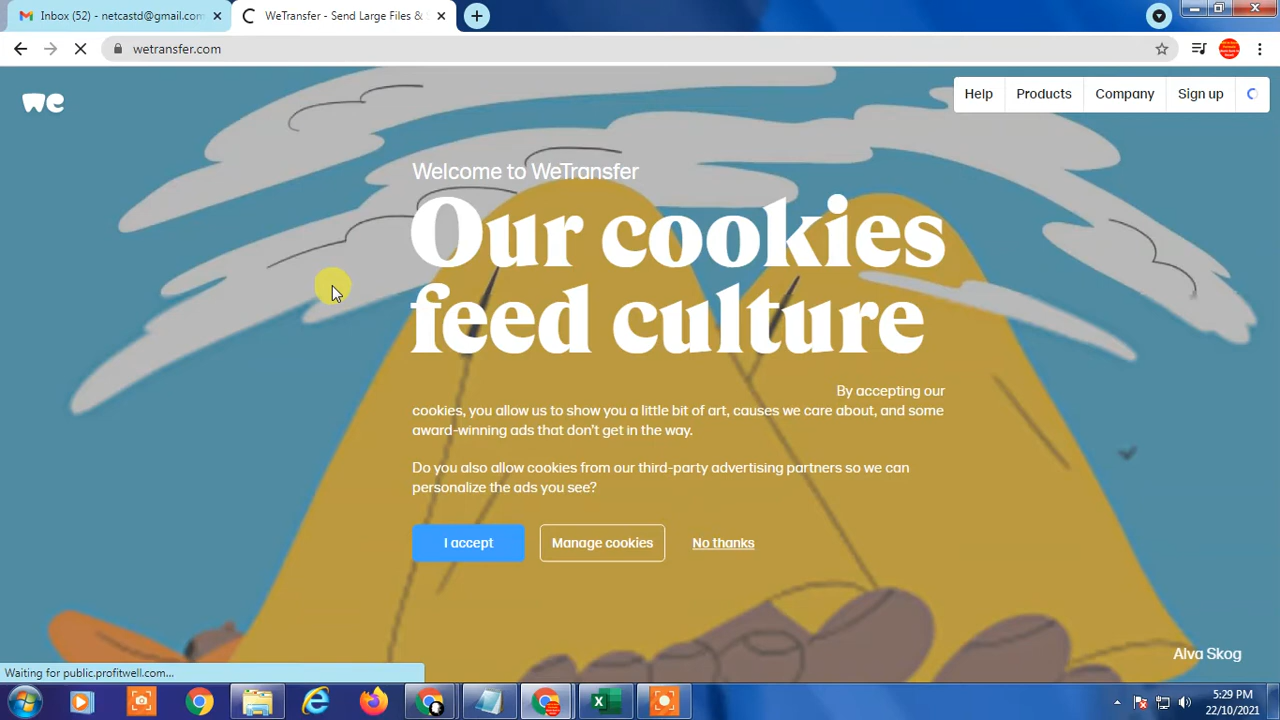 Inbox (52) - netcastd@gmail.com
WeTransfer - Send Large Files &
wetransfer.com
we
Help
Products
Company
Sign up
Welcome to WeTransfer
Our cookies
feed culture
By accepting our
cookies, you allow us to show you a little bit of art, causes we care about, and some
award-winning ads that don't get in the way.
Do you also allow cookies from our third-party advertising partners so we can
personalize the ads you see?
I accept
Manage cookies
No thanks
Alva Skog
Waiting for public.profitwell.com...
5:29 PM
22/10/2021